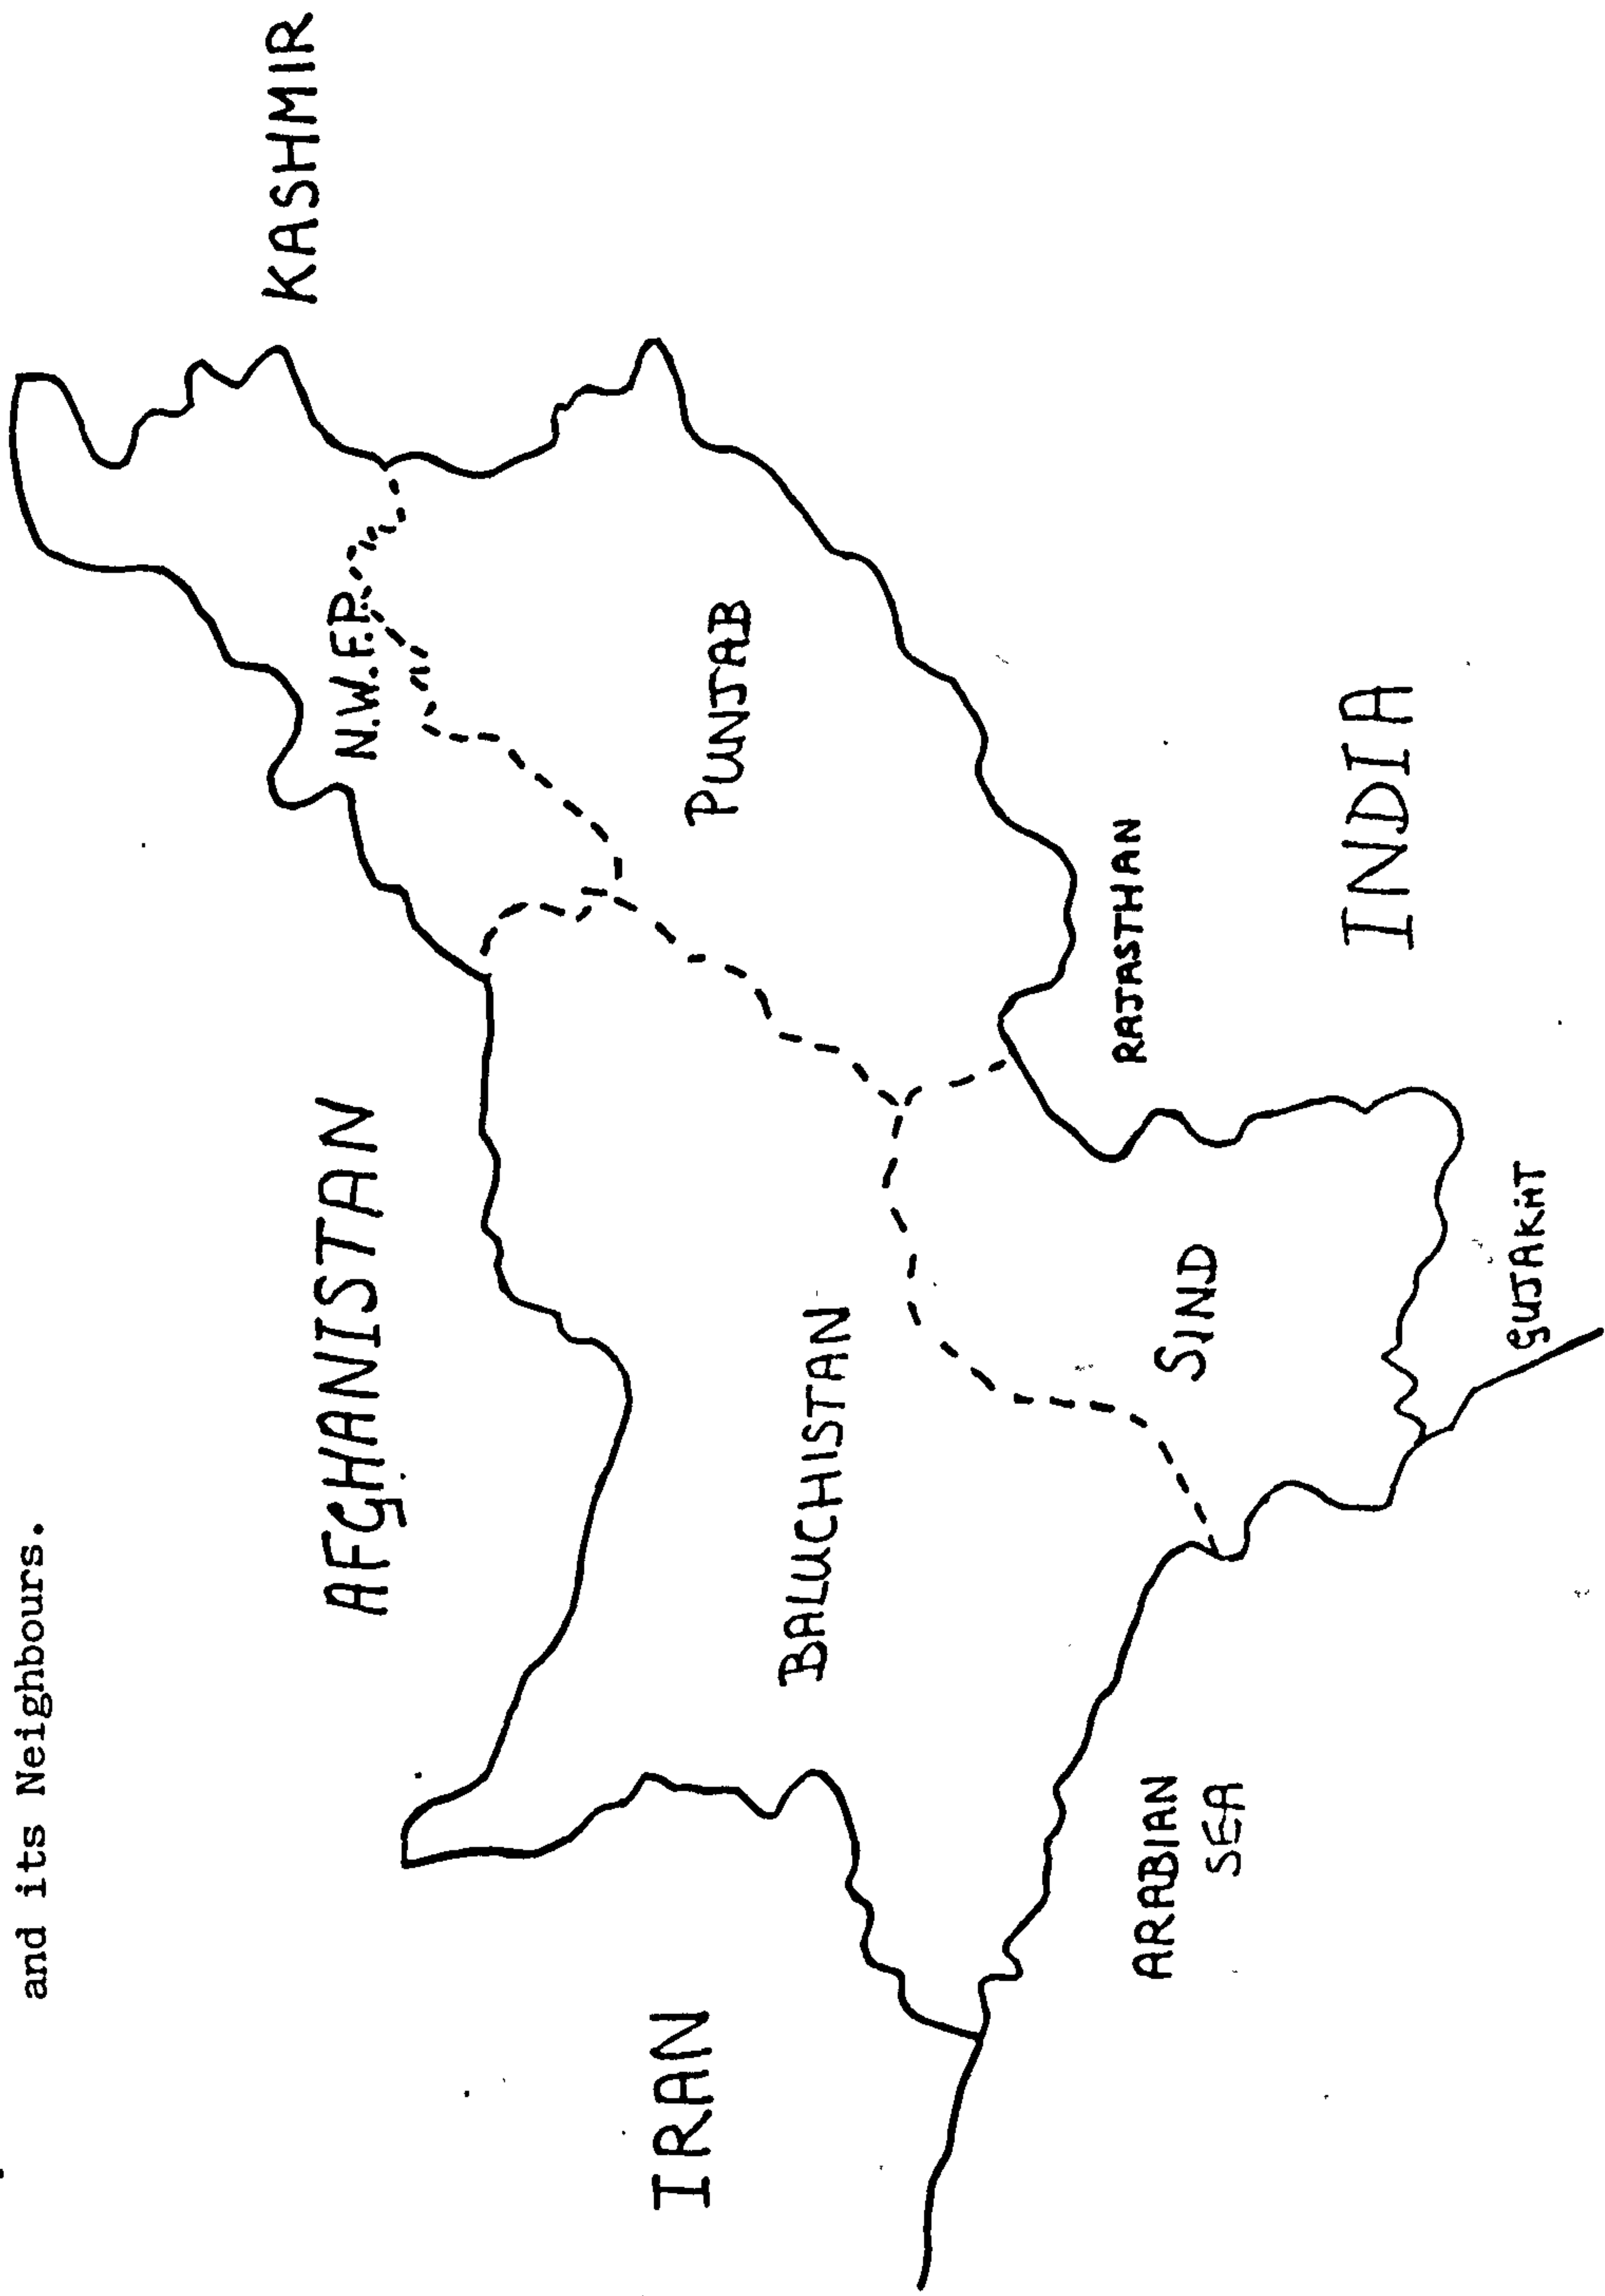 and its Neighbours.
KASHMIR
AFGHANISTAN
N.W.F.P.
IRAN
BALUCHISTAN
PUNJAB
ARABIAN
SEA
SIND
RAJASTHAN
INDIA
GUJARAT